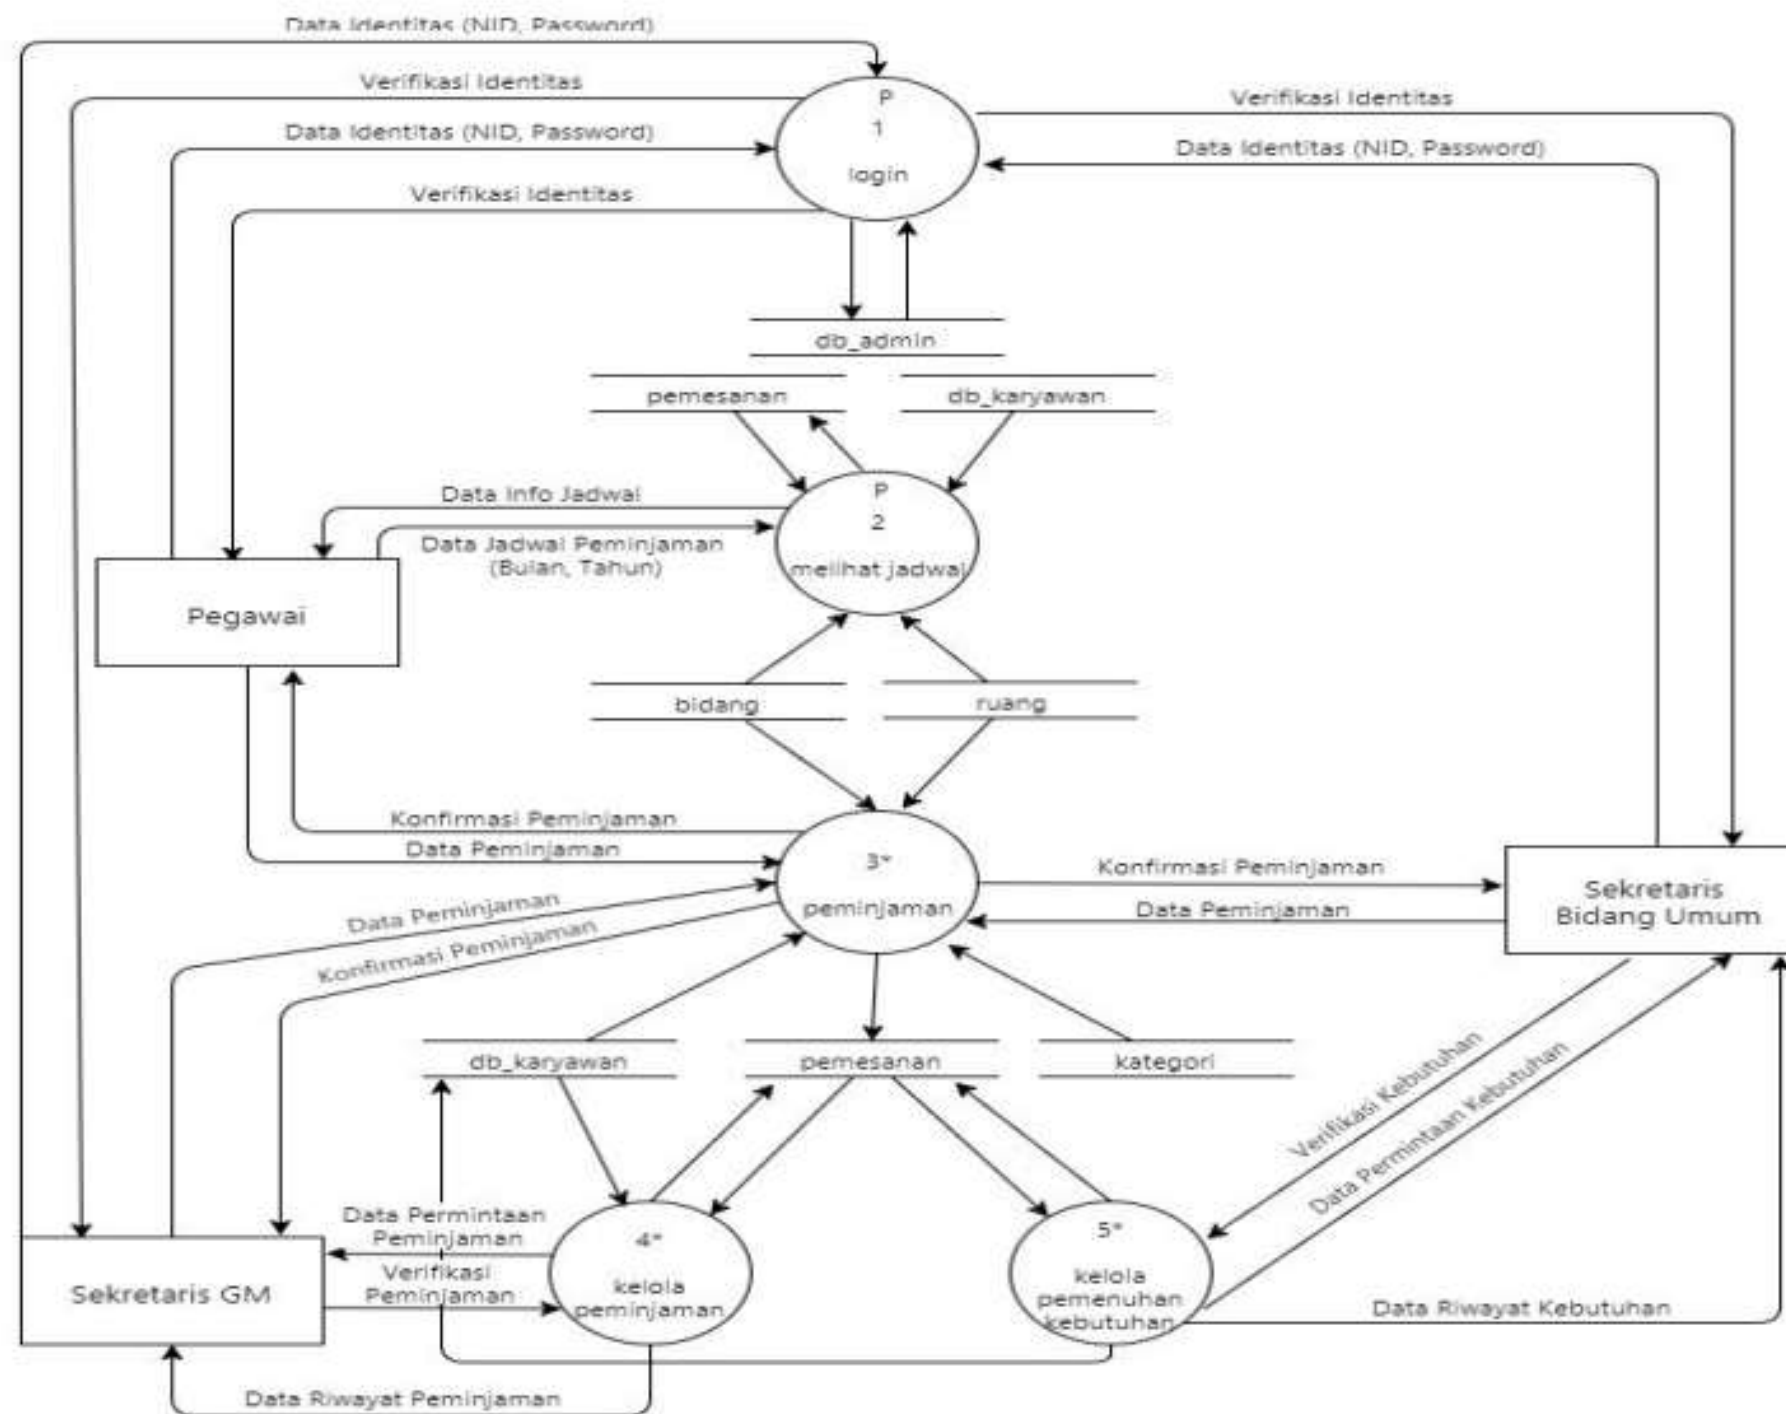 Data Identitas (NID, Password)
Verifikasi Identitas
Data Identitas (NID, Password)
Verifikasi Identitas
P
1
login
Verifikasi Identitas
Data Identitas (NID, Password)
db_admin
pemesanan
db_karyawan
Data Info Jadwal
Data Jadwal Peminjaman
(Bulan, Tahun)
P
2
melihat jadwal
Pegawai
bidang
ruang
Konfirmasi Peminjaman
Data Peminjaman
3*
peminjaman
Konfirmasi Peminjaman
Data Peminjaman
Sekretaris
Bidang Umum
Data Peminjaman
Konfirmasi Peminjaman
db_karyawan
pemesanan
kategori
Verifikasi Kebutuhan
Data Permintaan Kebutuhan
Data Permintaan
Peminjaman
Verifikasi
Peminjaman
Sekretaris GM
4*
kelola
peminjaman
5*
kelola
pemenuhan
kebutuhan
Data Riwayat Kebutuhan
Data Riwayat Peminjaman